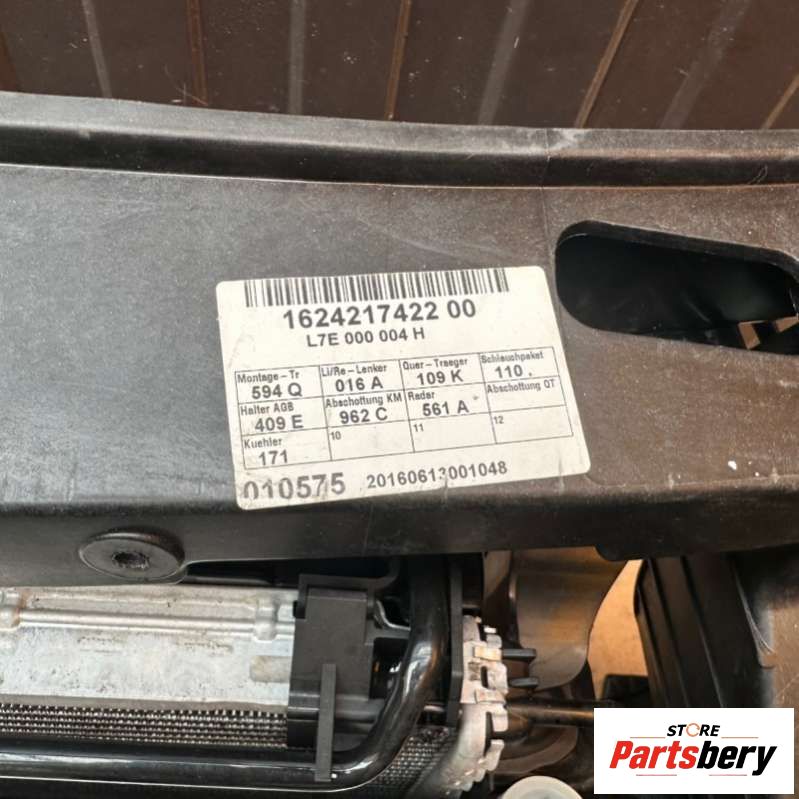 1624217422 00
L7E 000 004 H
Montage-Tr Li/Re-Lenker Quer-Traeger Schlauchpaket
594 Q 016 A 109 K 110 .
Halter AGB Abschottung KM Radar Abschottung OT
409 E 962 C 561 A
Kuehler 10 11 12
171
010575 20160613001048
STORE
Partsbery